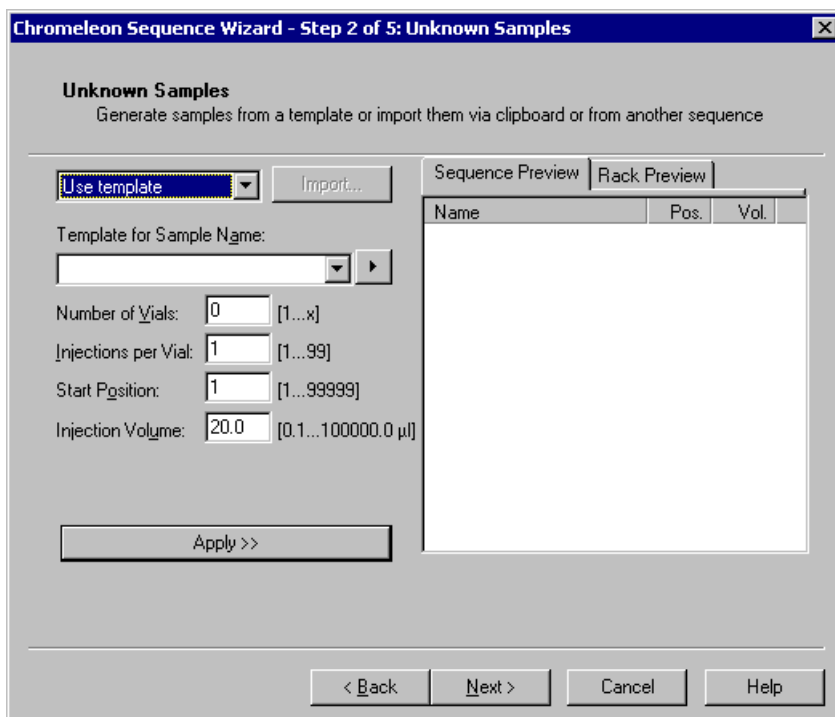 Chromeleon Sequence Wizard - Step 2 of 5: Unknown Samples
Unknown Samples
Generate samples from a template or import them via clipboard or from another sequence
Use template
Import...
Template for Sample Name:
Number of Vials: 0 [1...x]
Injections per Vial: 1 [1...99]
Start Position: 1 [1...99999]
Injection Volume: 20.0 [0.1...100000.0 µl]
Apply >>
Sequence Preview Rack Preview
Name Pos. Vol.
< Back Next > Cancel Help